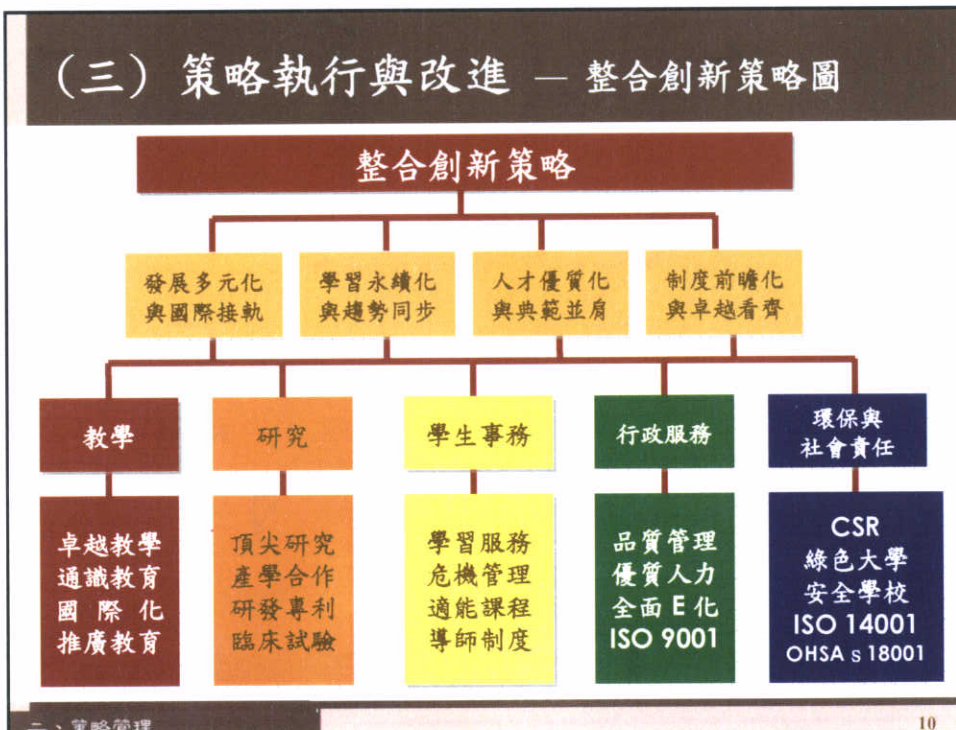 (三) 策略執行與改進 — 整合創新策略圖
整合創新策略
發展多元化
與國際接軌
學習永續化
與趨勢同步
人才優質化
與典範並肩
制度前瞻化
與卓越看齊
教學
研究
學生事務
行政服務
環保與
社會責任
卓越教學
通識教育
國際化
推廣教育
頂尖研究
產學合作
研發專利
臨床試驗
學習服務
危機管理
適能課程
導師制度
品質管理
優質人力
全面E化
ISO 9001
CSR
綠色大學
安全學校
ISO 14001
OHSA s 18001
二、策略管理
10